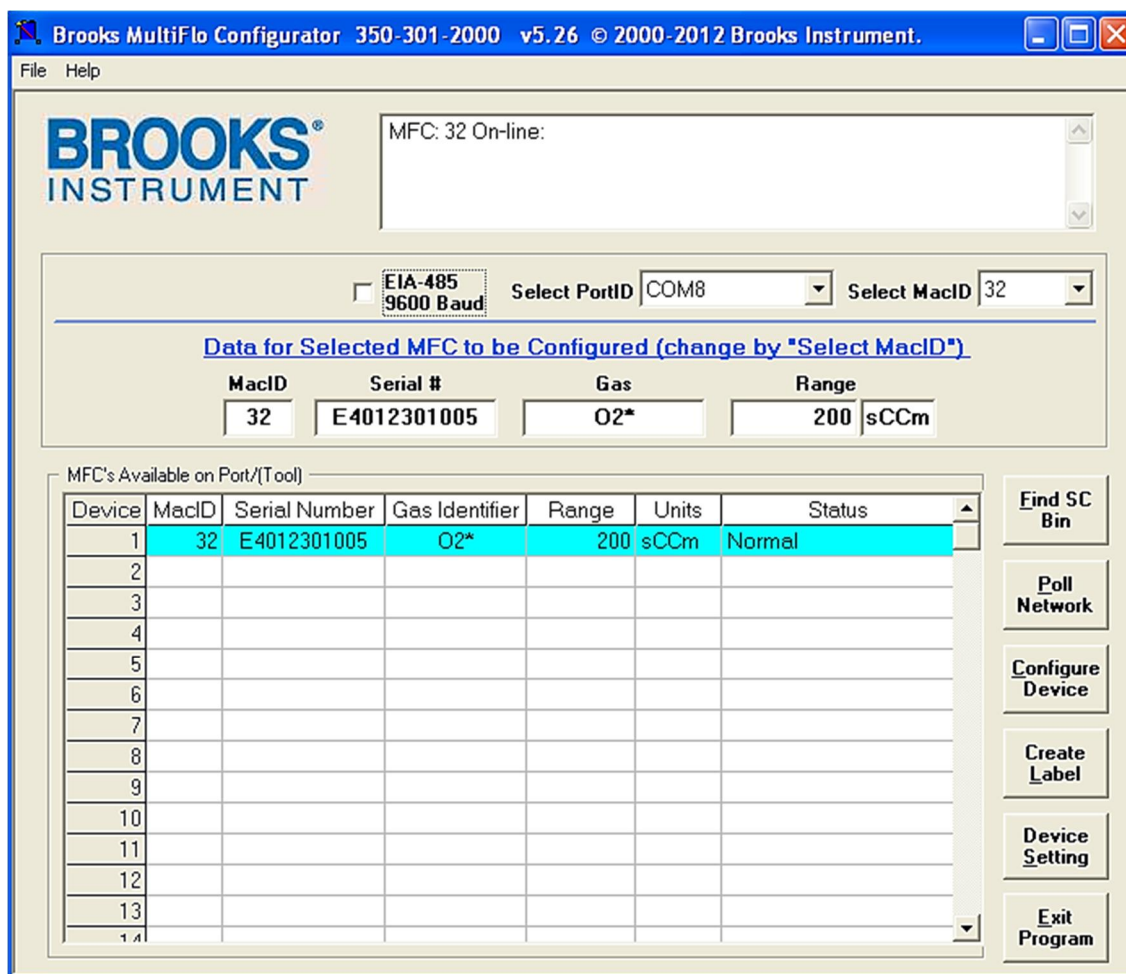 Brooks MultiFlo Configurator 350-301-2000 v5.26 © 2000-2012 Brooks Instrument.
File Help
BROOKS®
INSTRUMENT
MFC: 32 On-line:
EIA-485
9600 Baud
Select PortID COM8
Select MacID 32
Data for Selected MFC to be Configured (change by "Select MacID")
MacID Serial # Gas Range
32 E4012301005 O2* 200 sCCm
MFC's Available on Port/(Tool)
Device MacID Serial Number Gas Identifier Range Units Status
1 32 E4012301005 O2* 200 sCCm Normal
2
3
4
5
6
7
8
9
10
11
12
13
14
Find SC
Bin
Poll
Network
Configure
Device
Create
Label
Device
Setting
Exit
Program